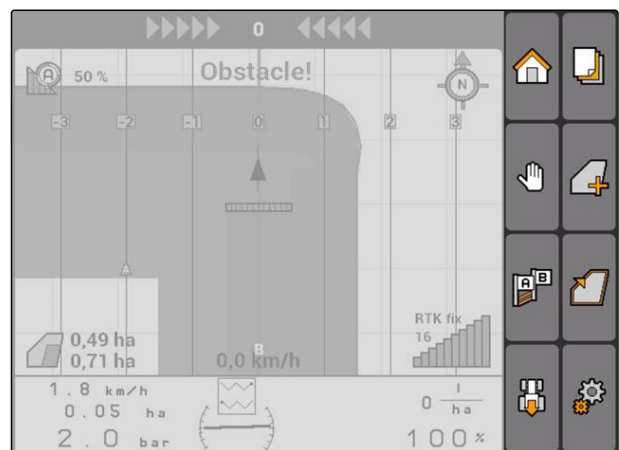 0
A 50 %
Obstacle!
N
-3 -2 -1 0 1 2 3
A B
RTK fix
16
0,49 ha
0,71 ha
B
0,0 km/h
1.8 km/h
0.05 ha
2.0 bar
0 l/ha
100%